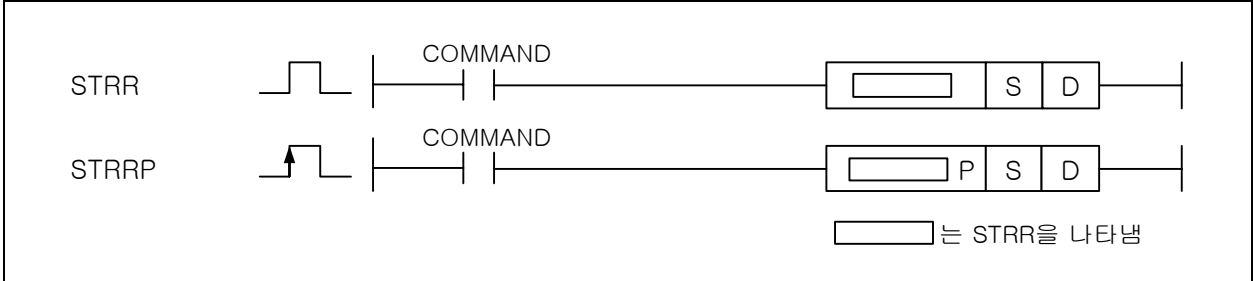 COMMAND
STRR S D
COMMAND
STRRP P S D
는 STRR을 나타냄